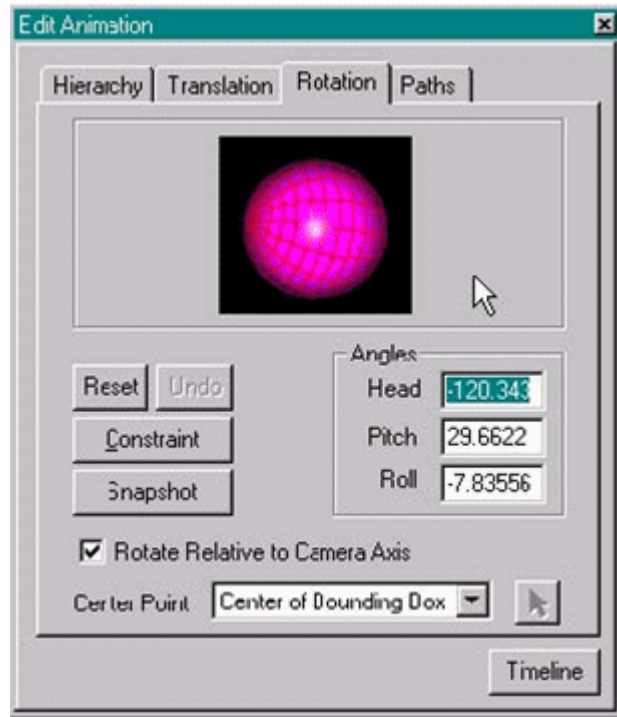 Edit Animation
Hierarchy Translation Rotation Paths
Angles
Reset Undo Head -120.343
Constraint Pitch 29.6622
Snapshot Roll -7.83556
Rotate Relative to Camera Axis
Center Point Center of Bounding Box
Timeline